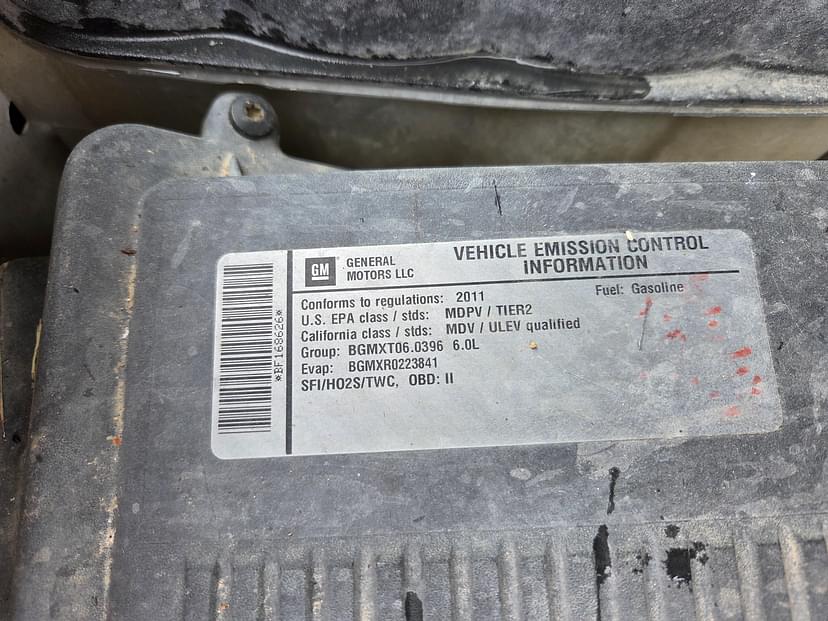 *BF168626*
GM
GENERAL
MOTORS LLC
VEHICLE EMISSION CONTROL
INFORMATION
Conforms to regulations: 2011
Fuel: Gasoline
U.S. EPA class / stds: MDPV / TIER2
California class / stds: MDV / ULEV qualified
Group: BGMXT06.0396 6.0L
Evap: BGMXR0223841
SFI/HO2S/TWC, OBD: II